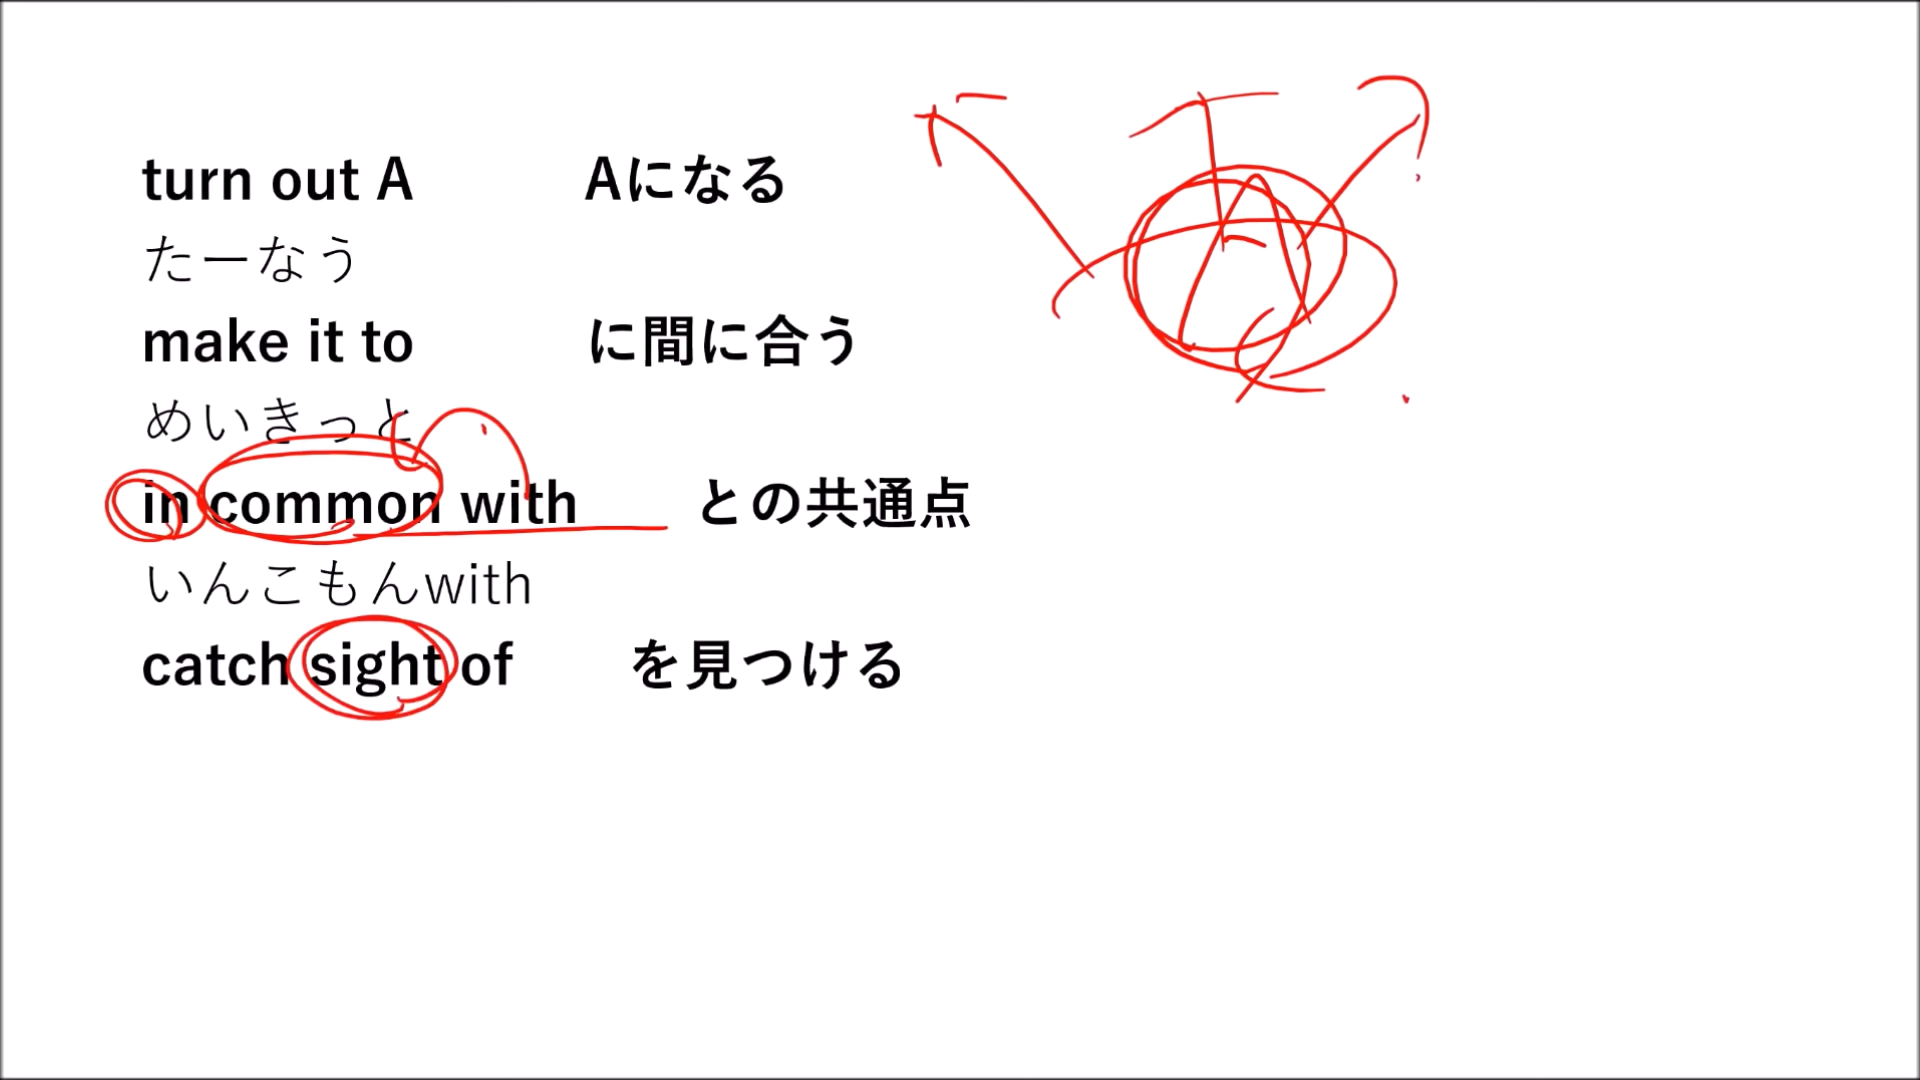 turn out A Aになる
たーなう
make it to に間に合う
めいきっと
in common with との共通点
いんこもんwith
catch sight of を見つける
A